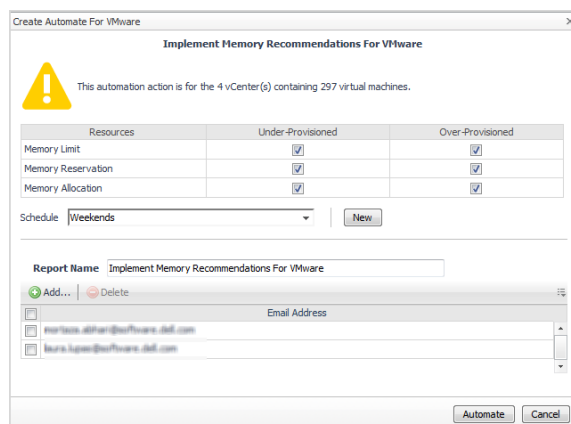 Create Automate For VMware
Implement Memory Recommendations For VMware
This automation action is for the 4 vCenter(s) containing 297 virtual machines.
Resources Under-Provisioned Over-Provisioned
Memory Limit
Memory Reservation
Memory Allocation
Schedule Weekends New
Report Name Implement Memory Recommendations For VMware
Add... Delete
Email Address
Automate Cancel